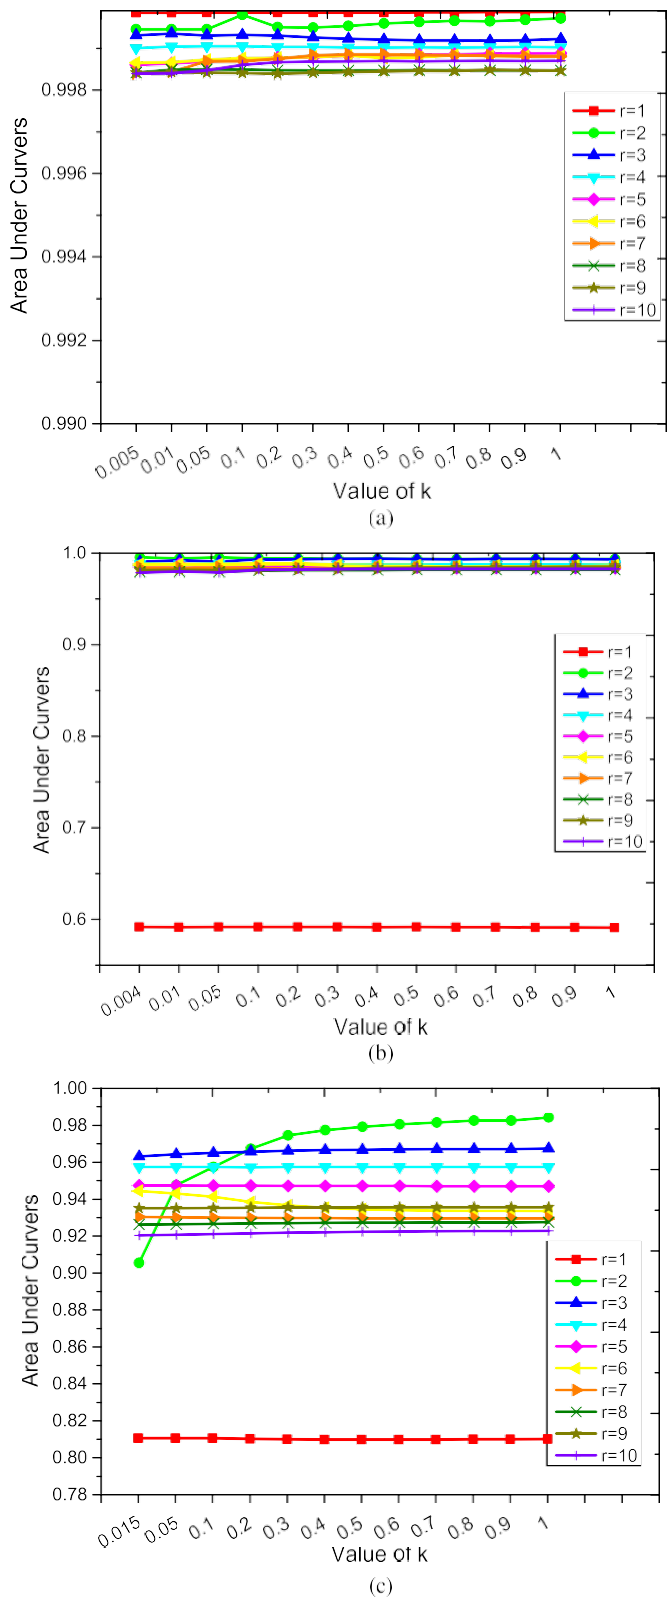 0.998
0.996
0.994
0.992
0.990
Area Under Curvers
r=1
r=2
r=3
r=4
r=5
r=6
r=7
r=8
r=9
r=10
0.005 0.01 0.05 0.1 0.2 0.3 0.4 0.5 0.6 0.7 0.8 0.9 1
Value of k
(a)
1.0
0.9
0.8
0.7
0.6
Area Under Curvers
r=1
r=2
r=3
r=4
r=5
r=6
r=7
r=8
r=9
r=10
0.004 0.01 0.05 0.1 0.2 0.3 0.4 0.5 0.6 0.7 0.8 0.9 1
Value of k
(b)
1.00
0.98
0.96
0.94
0.92
0.90
0.88
0.86
0.84
0.82
0.80
0.78
Area Under Curvers
r=1
r=2
r=3
r=4
r=5
r=6
r=7
r=8
r=9
r=10
0.015 0.05 0.1 0.2 0.3 0.4 0.5 0.6 0.7 0.8 0.9 1
Value of k
(c)